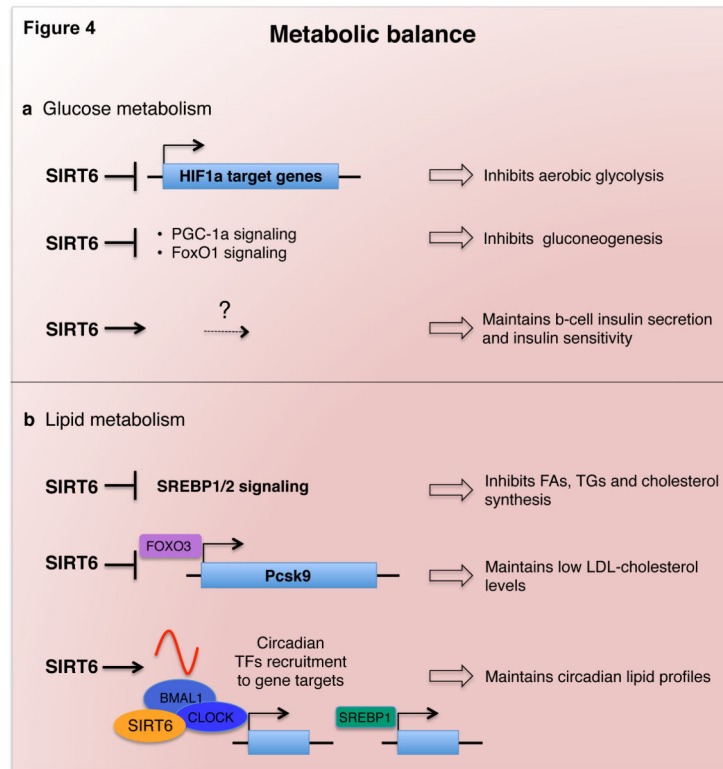 Figure 4
Metabolic balance
a Glucose metabolism
SIRT6
HIF1a target genes
Inhibits aerobic glycolysis
SIRT6
• PGC-1a signaling
• FoxO1 signaling
Inhibits gluconeogenesis
SIRT6
?
Maintains b-cell insulin secretion
and insulin sensitivity
b Lipid metabolism
SIRT6
SREBP1/2 signaling
Inhibits FAs, TGs and cholesterol
synthesis
SIRT6
FOXO3
Pcsk9
Maintains low LDL-cholesterol
levels
SIRT6
Circadian
TFs recruitment
to gene targets
Maintains circadian lipid profiles
BMAL1
CLOCK
SIRT6
SREBP1